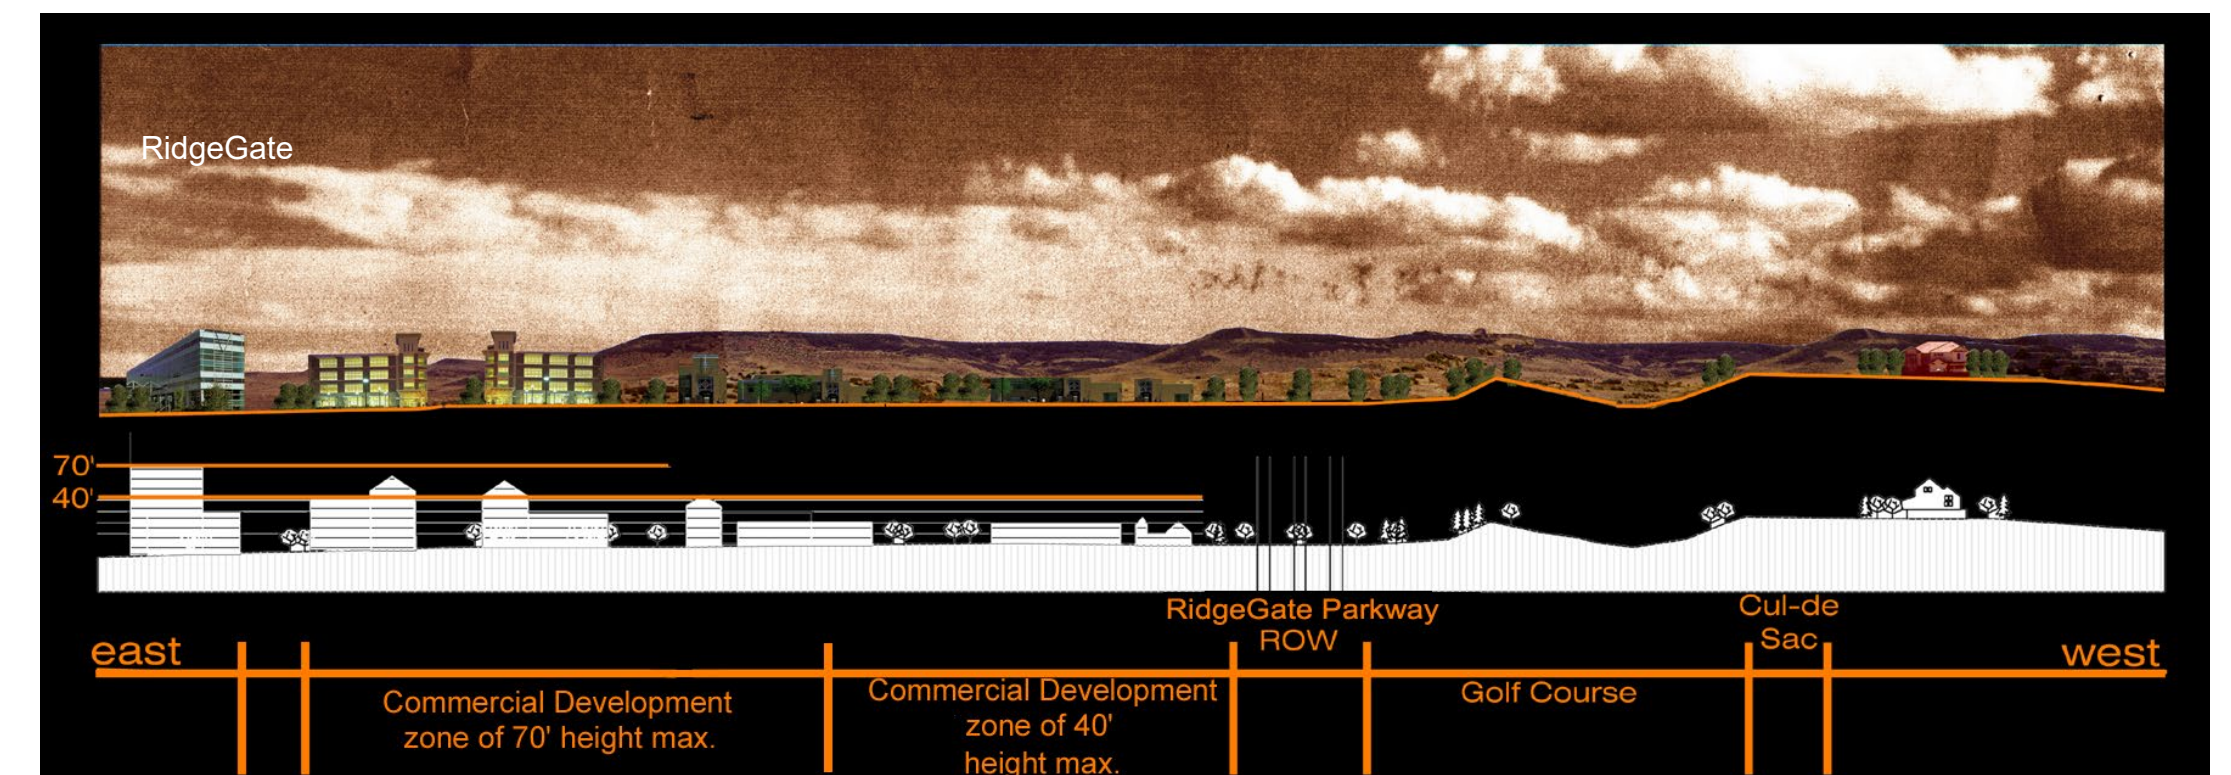 RidgeGate
70'
40'
RidgeGate Parkway
ROW
Cul-de
Sac
east
west
Commercial Development
zone of 70' height max.
Commercial Development
zone of 40'
height max.
Golf Course